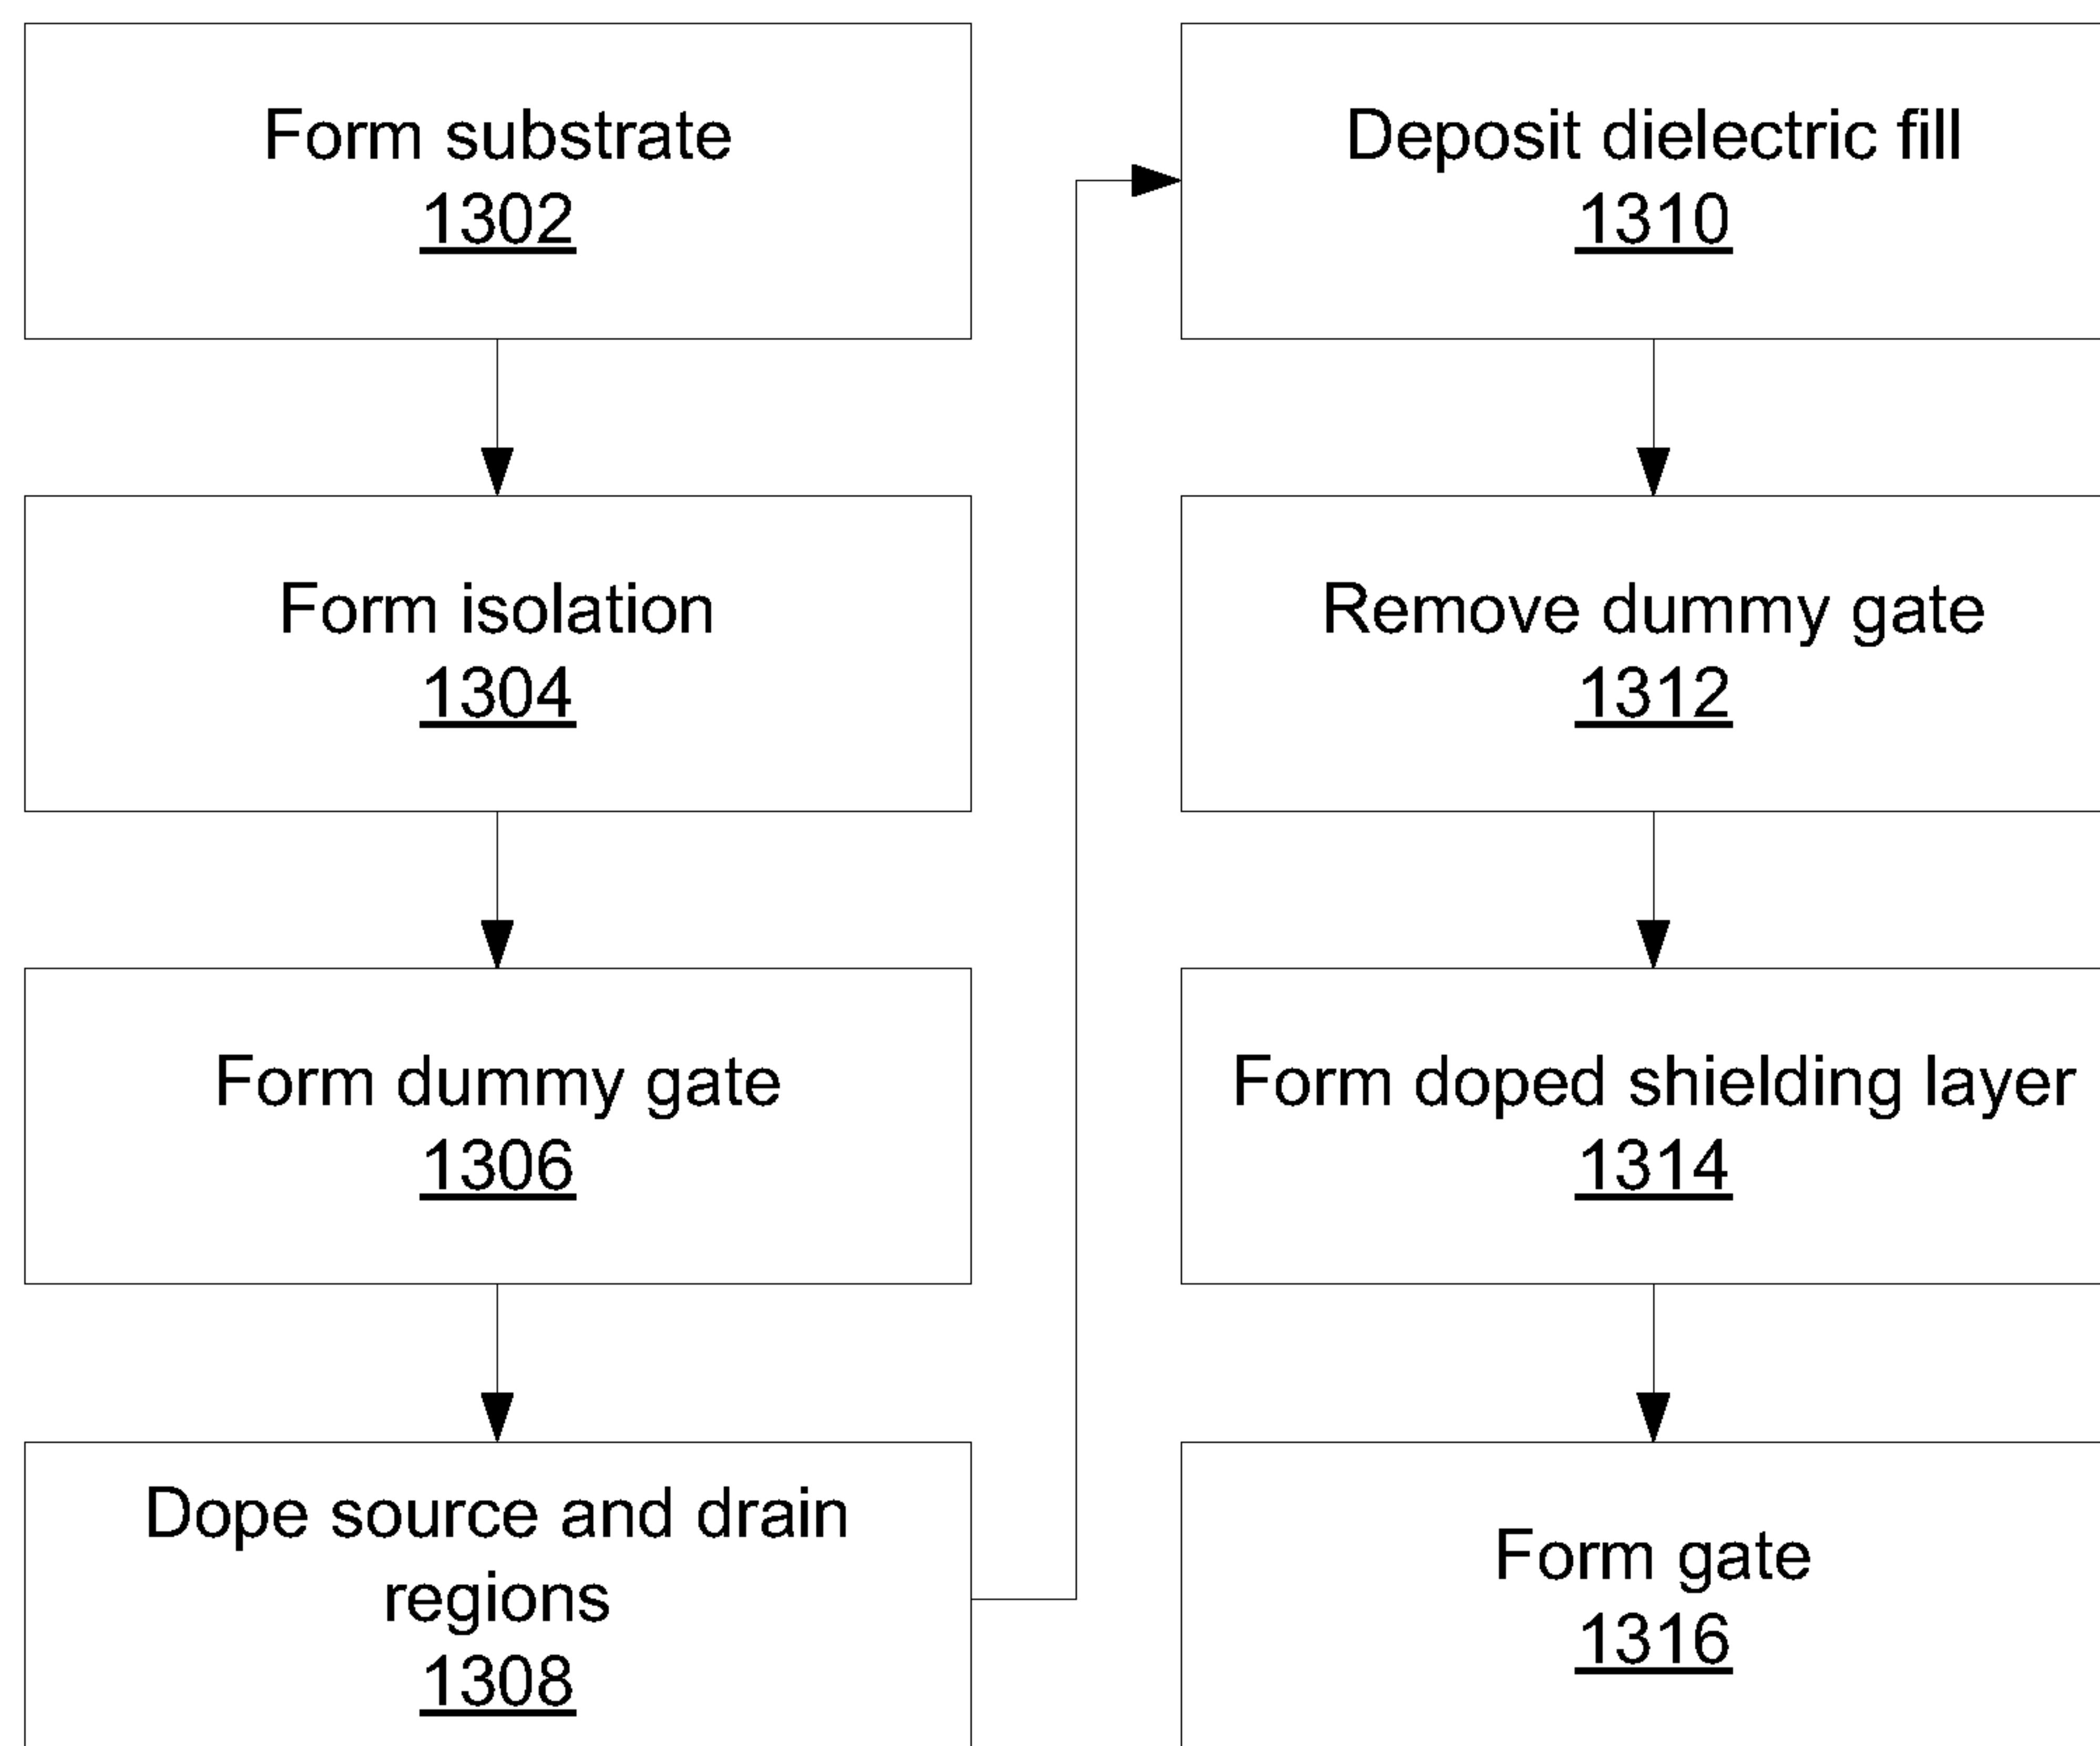 Form substrate
1302
Form isolation
1304
Form dummy gate
1306
Dope source and drain
regions
1308
Deposit dielectric fill
1310
Remove dummy gate
1312
Form doped shielding layer
1314
Form gate
1316